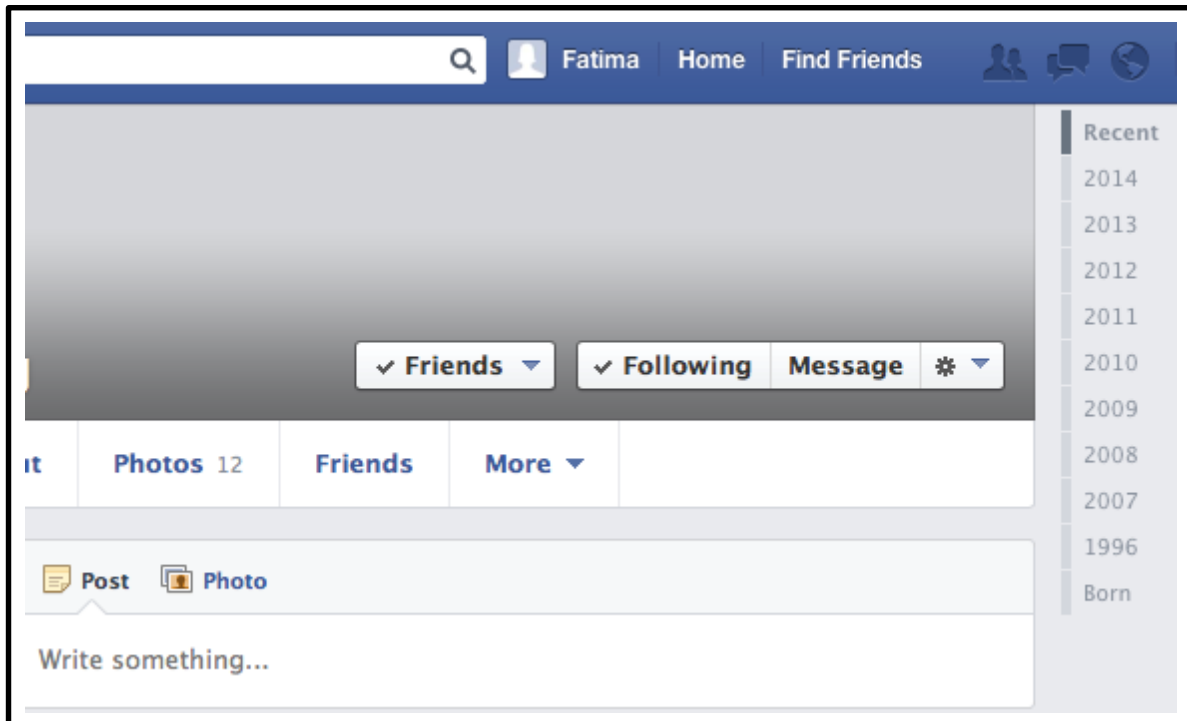 Fatima Home Find Friends
Recent
2014
2013
2012
2011
2010
2009
2008
2007
1996
Born
Friends Following Message
Photos 12 Friends More
Post Photo
Write something...